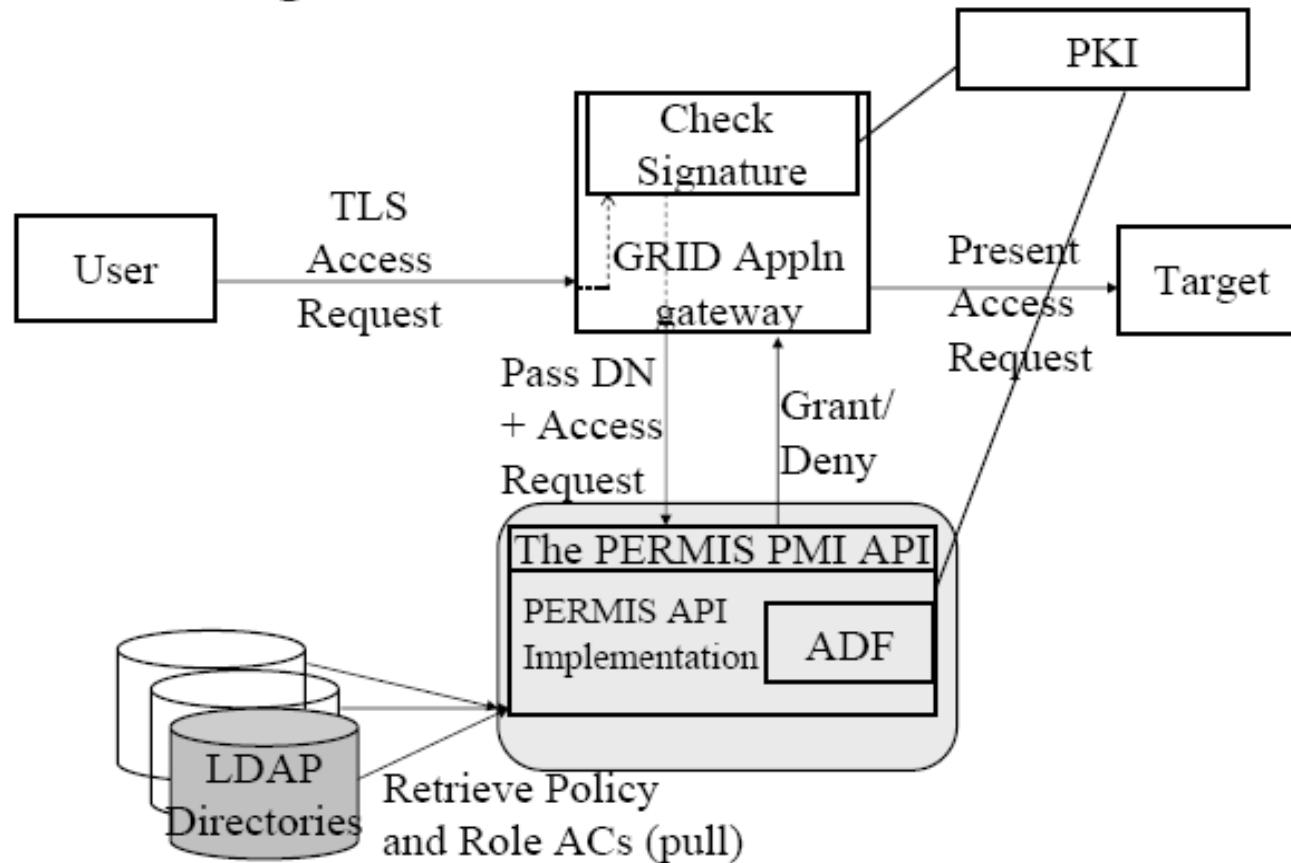 PKI
Check
Signature
TLS
Access
Request
User
GRID Appln
gateway
Present
Access
Request
Target
Pass DN
+ Access
Request
Grant/
Deny
The PERMIS PMI API
PERMIS API
Implementation
ADF
LDAP
Directories
Retrieve Policy
and Role ACs (pull)